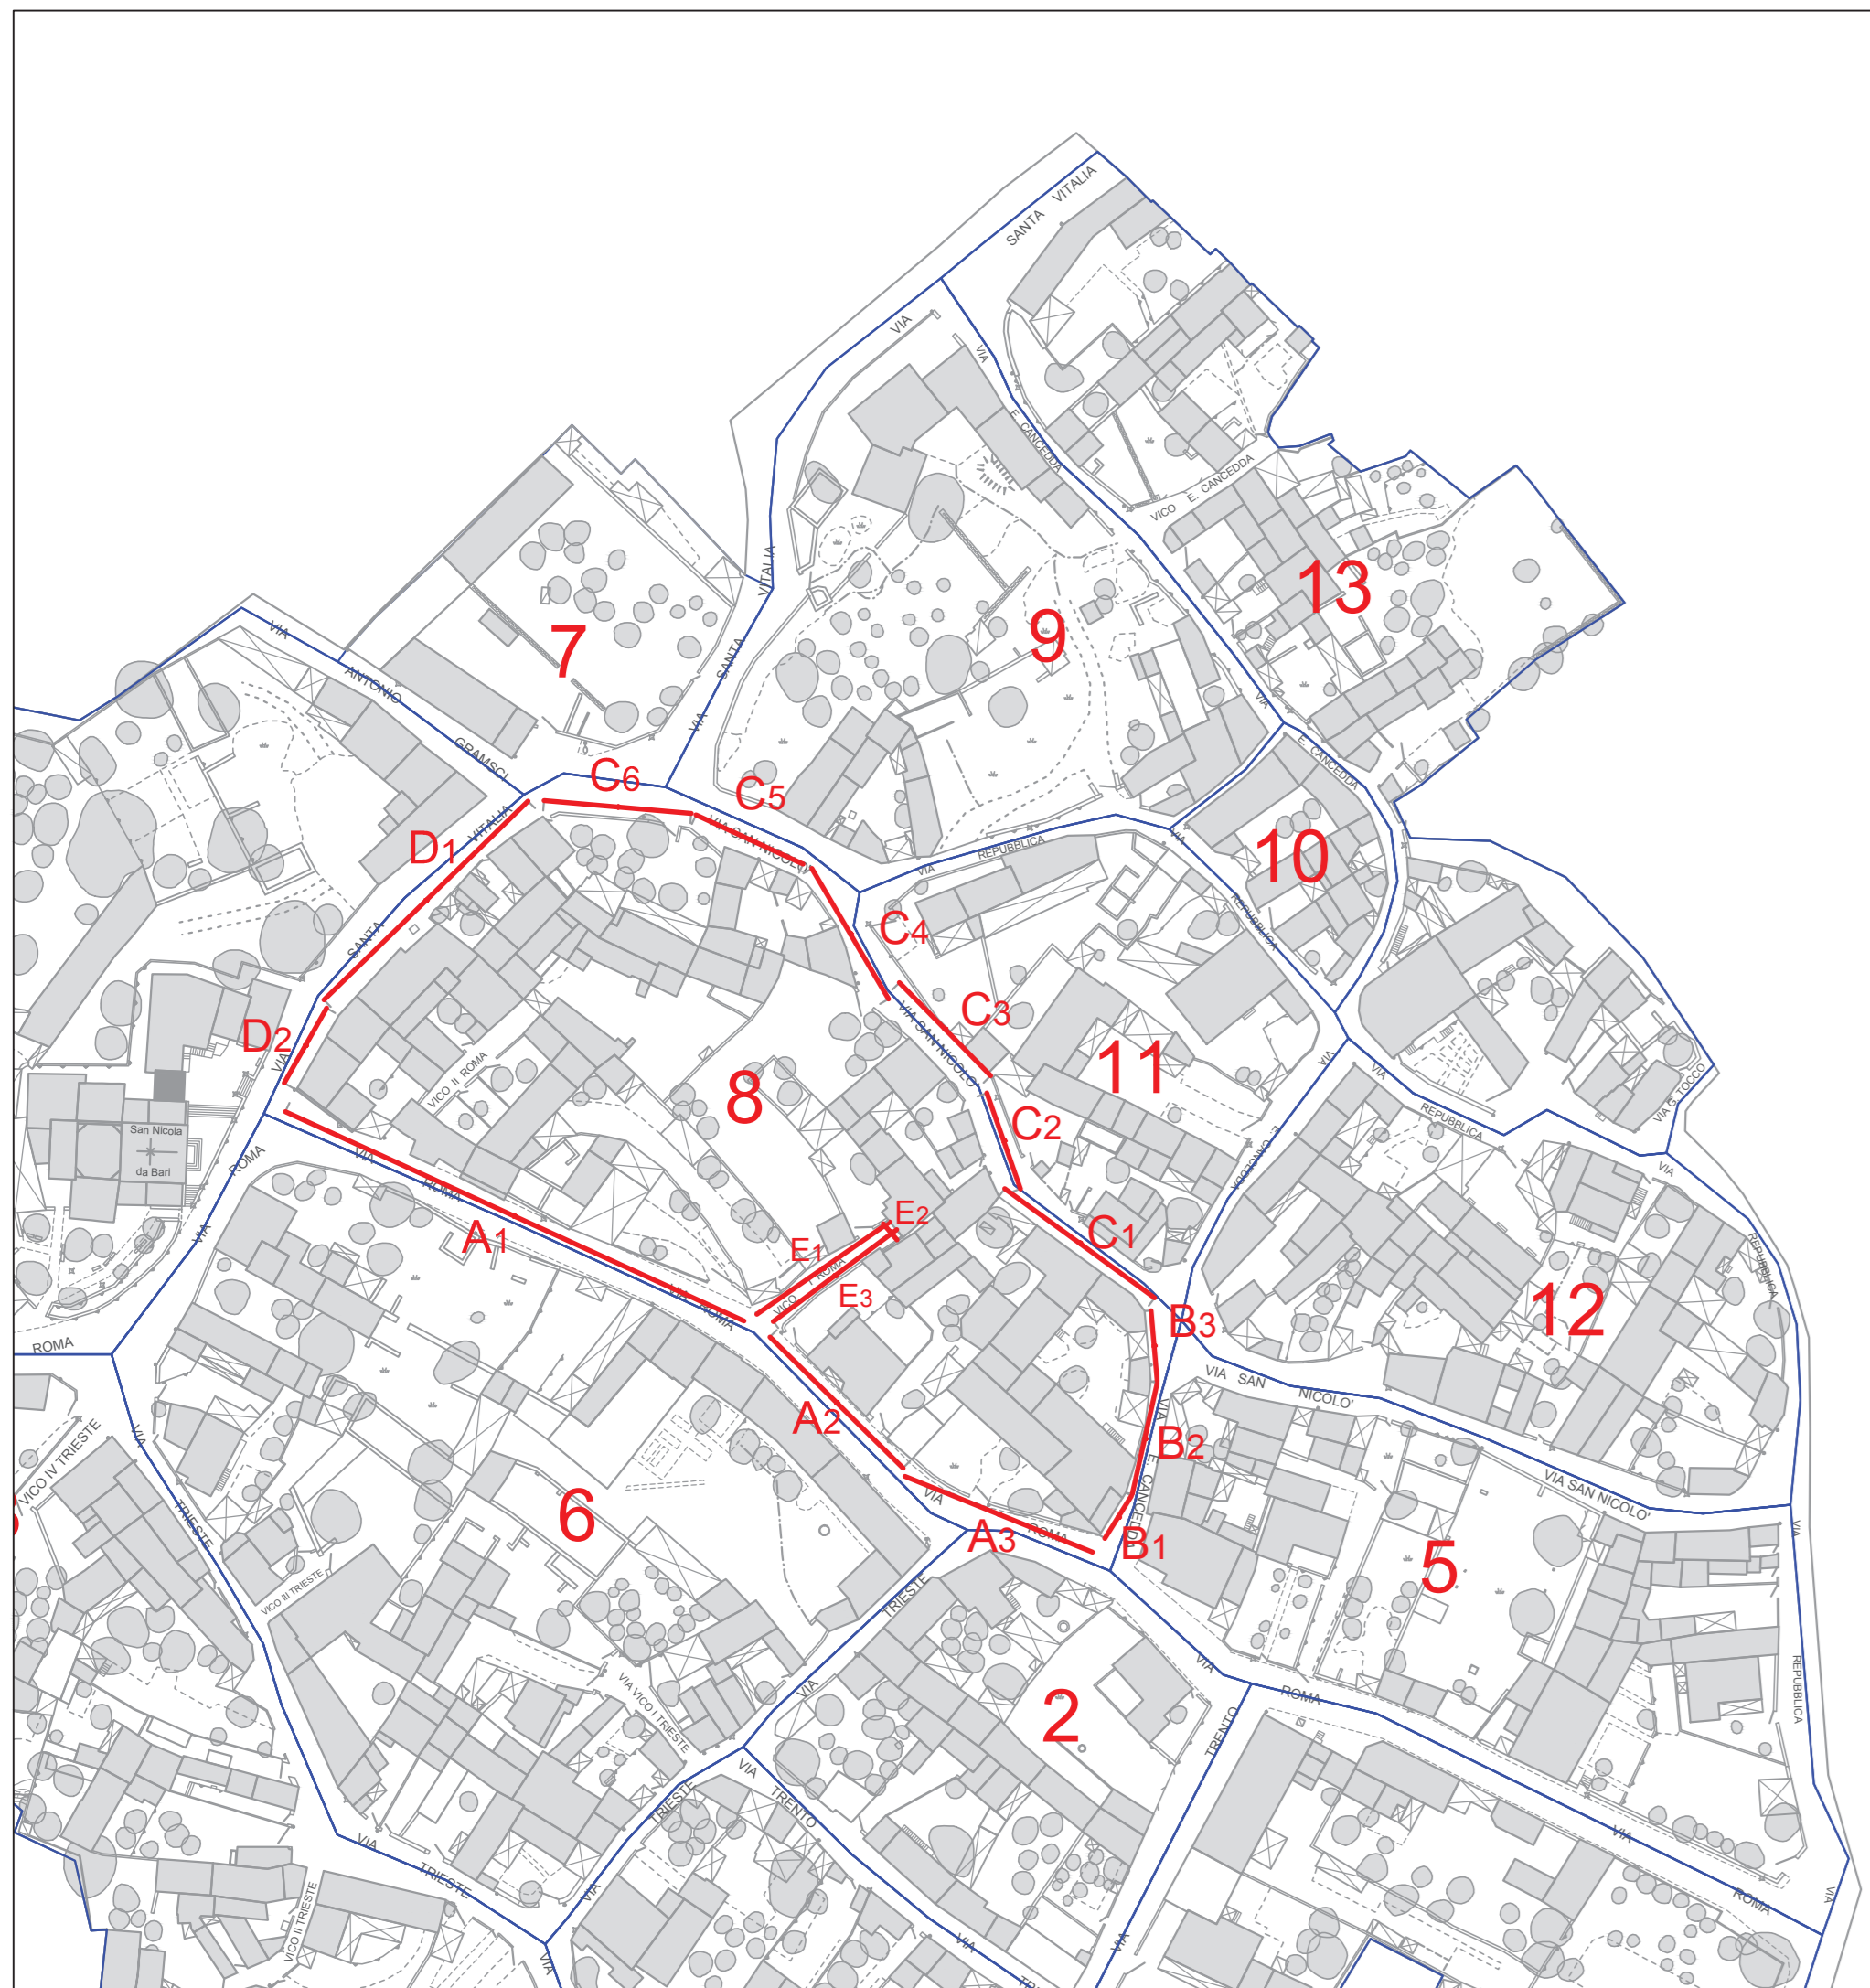 SANTA VITALIA
VIA
VIA
E. CANCEDDA
VICO E. CANCEDDA
VITALIA
SANTA
VIA
13
9
7
VIA
ANTONIO
GRAMSCI
VIA
E. CANCEDDA
C6
C5
VIA SAN NICOLO'
D1
VITALIA
SANTA
VIA
REPUBBLICA
VIA
REPUBBLICA
10
C4
C3
VIA SAN NICOLO'
D2
VIA
VICO II ROMA
8
11
C2
VIA
E. CANCEDDA
VIA
REPUBBLICA
VIA G. TOCCO
San Nicola
da Bari
ROMA
VIA
VIA
ROMA
A1
E2
E1
E3
VICO I ROMA
C1
B3
VIA
REPUBBLICA
12
ROMA
VIA ROMA
VIA SAN NICOLO'
A2
VIA
B2
E. CANCEDDA
VICO IV TRIESTE
VIA
TRIESTE
6
VIA
ROMA
A3
B1
VIA SAN NICOLO'
VIA
5
VICO III TRIESTE
TRIESTE
VIA
VIA VICO I TRIESTE
2
VIA
ROMA
TRENTO
REPUBBLICA
VIA
TRENTO
TRIESTE
VIA
VIA
TRIESTE
VIA
ROMA
VIA
VICO II TRIESTE
VIA
VIA
VIA